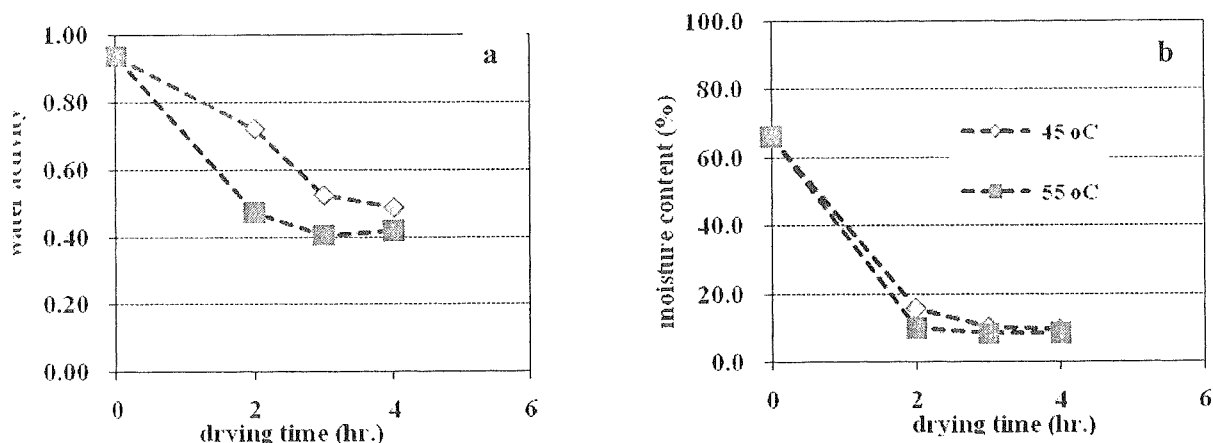 1.00
0.80
0.60
0.40
0.20
0.00
water activity
a
0 2 4 6
drying time (hr.)
100.0
80.0
60.0
40.0
20.0
0.0
moisture content (%)
b
45 oC
55 oC
0 2 4 6
drying time (hr.)